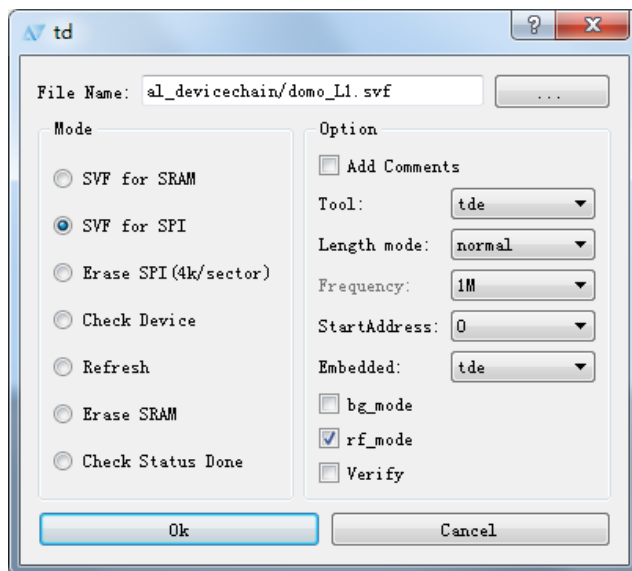 td
File Name: al_devicechain/domo_L1.svf ...
Mode
SVF for SRAM
SVF for SPI
Erase SPI(4k/sector)
Check Device
Refresh
Erase SRAM
Check Status Done
Option
Add Comments
Tool: tde
Length mode: normal
Frequency: 1M
StartAddress: 0
Embedded: tde
bg_mode
rf_mode
Verify
Ok Cancel